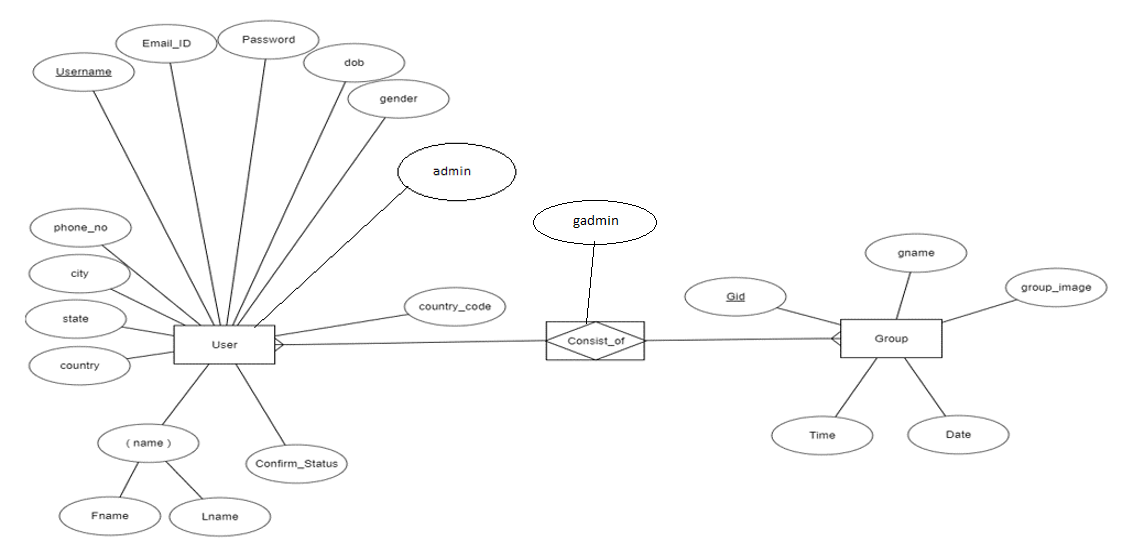 Email_ID
Password
Username
dob
gender
admin
gadmin
phone_no
gname
city
group_image
Gid
country_code
state
User
Consist_of
Group
country
Time
Date
( name )
Confirm_Status
Fname
Lname